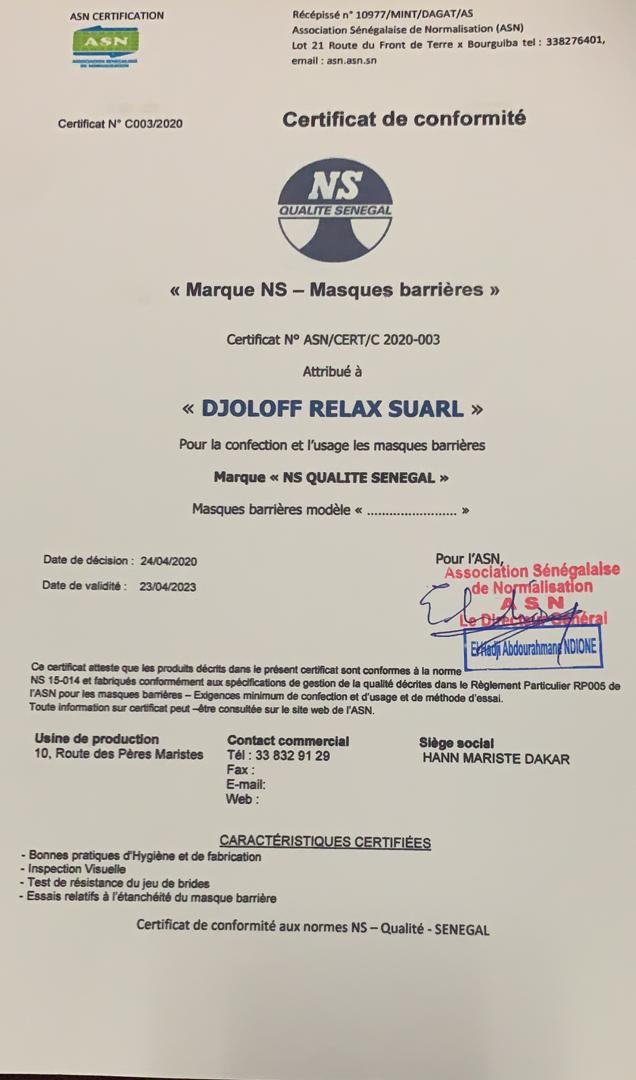 ASN CERTIFICATION
ASN
ASSOCIATION SENEGALAISE
DE NORMALISATION
Récépissé n° 10977/MINT/DAGAT/AS
Association Sénégalaise de Normalisation (ASN)
Lot 21 Route du Front de Terre x Bourguiba tel : 338276401,
email : asn.asn.sn
Certificat N° C003/2020
Certificat de conformité
NS
QUALITE SENEGAL
« Marque NS – Masques barrières »
Certificat N° ASN/CERT/C 2020-003
Attribué à
« DJOLOFF RELAX SUARL »
Pour la confection et l'usage les masques barrières
Marque « NS QUALITE SENEGAL »
Masques barrières modèle « ........................ »
Date de décision : 24/04/2020
Date de validité : 23/04/2023
Pour l'ASN,
Association Sénégalaise
de Normalisation
A S N
Le Directeur Général
El Hadji Abdourahmane NDIONE
Ce certificat atteste que les produits décrits dans le présent certificat sont conformes à la norme
NS 15-014 et fabriqués conformément aux spécifications de gestion de la qualité décrites dans le Règlement Particulier RP005 de
l'ASN pour les masques barrières – Exigences minimum de confection et d'usage et de méthode d'essai.
Toute information sur certificat peut –être consultée sur le site web de l'ASN.
Usine de production
10, Route des Pères Maristes
Contact commercial
Tél : 33 832 91 29
Fax :
E-mail:
Web :
Siège social
HANN MARISTE DAKAR
CARACTÉRISTIQUES CERTIFIÉES
- Bonnes pratiques d'Hygiène et de fabrication
- Inspection Visuelle
- Test de résistance du jeu de brides
- Essais relatifs à l'étanchéité du masque barrière
Certificat de conformité aux normes NS – Qualité - SENEGAL